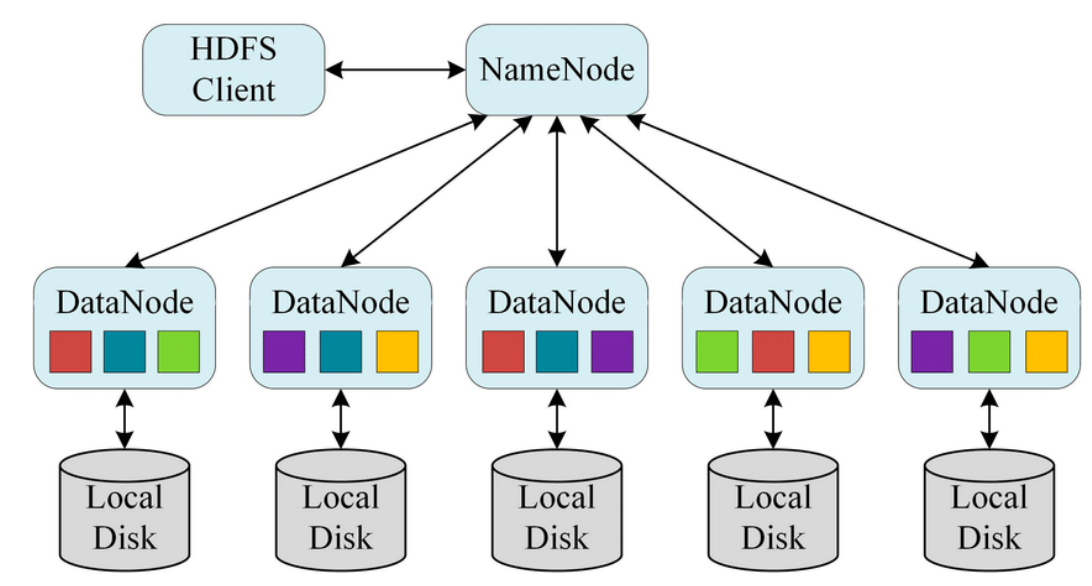 HDFS
Client
NameNode
DataNode
DataNode
DataNode
DataNode
DataNode
Local
Disk
Local
Disk
Local
Disk
Local
Disk
Local
Disk